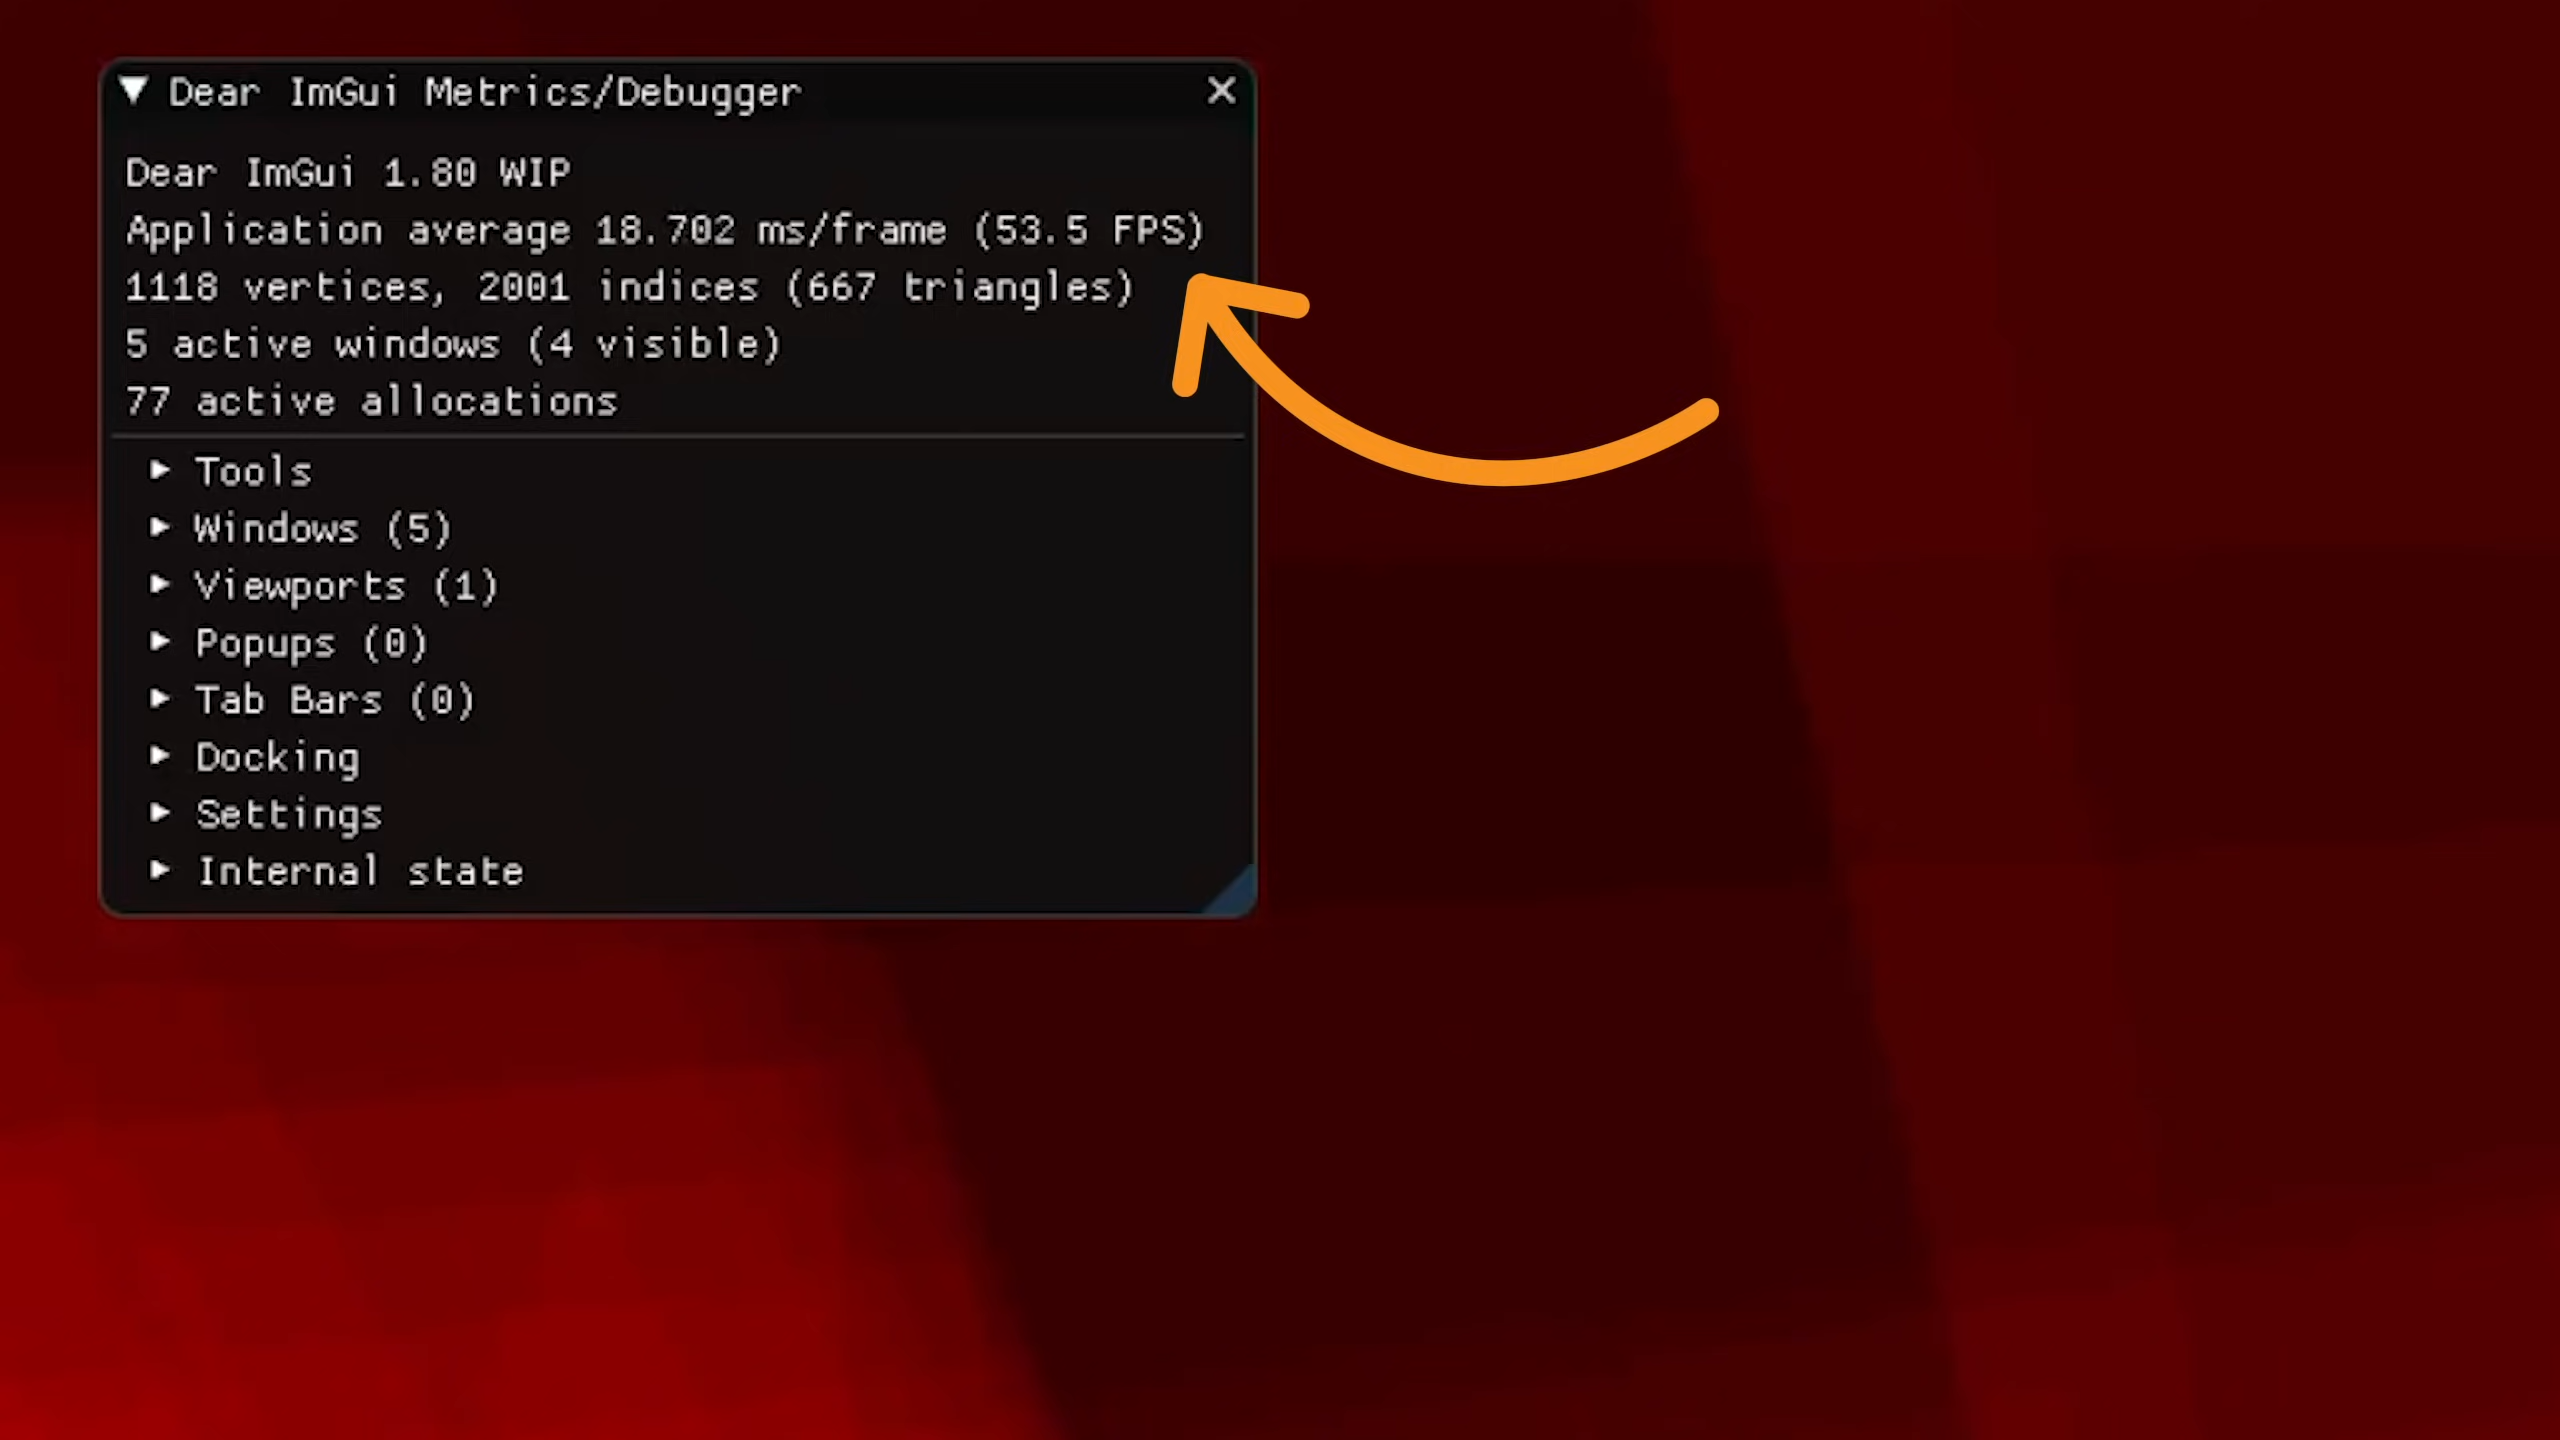 Dear ImGui Metrics/Debugger
Dear ImGui 1.80 WIP
Application average 18.702 ms/frame (53.5 FPS)
1118 vertices, 2001 indices (667 triangles)
5 active windows (4 visible)
77 active allocations
Tools
Windows (5)
Viewports (1)
Popups (0)
Tab Bars (0)
Docking
Settings
Internal state